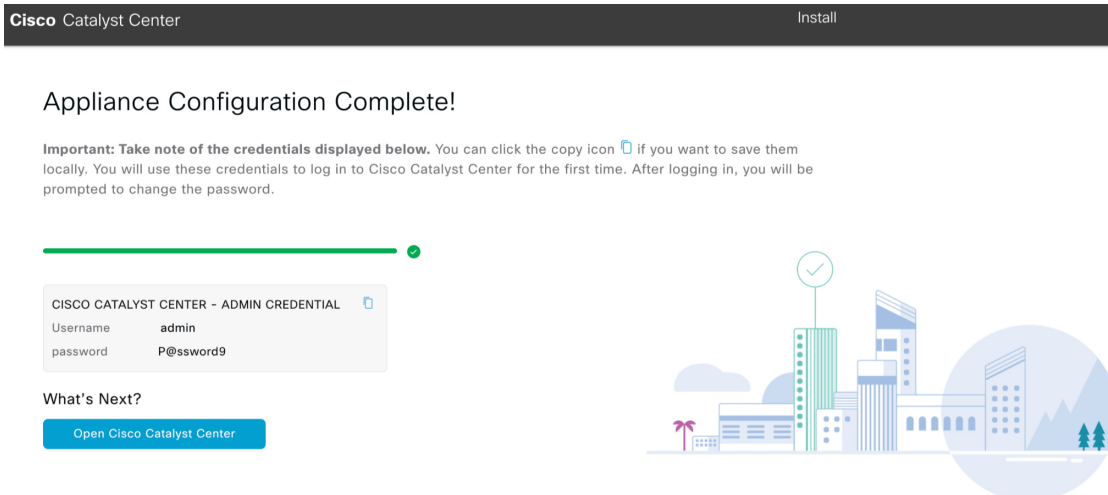 Cisco Catalyst Center
Install
Appliance Configuration Complete!
Important: Take note of the credentials displayed below. You can click the copy icon if you want to save them
locally. You will use these credentials to log in to Cisco Catalyst Center for the first time. After logging in, you will be
prompted to change the password.
CISCO CATALYST CENTER - ADMIN CREDENTIAL
Username admin
password P@ssword9
What's Next?
Open Cisco Catalyst Center